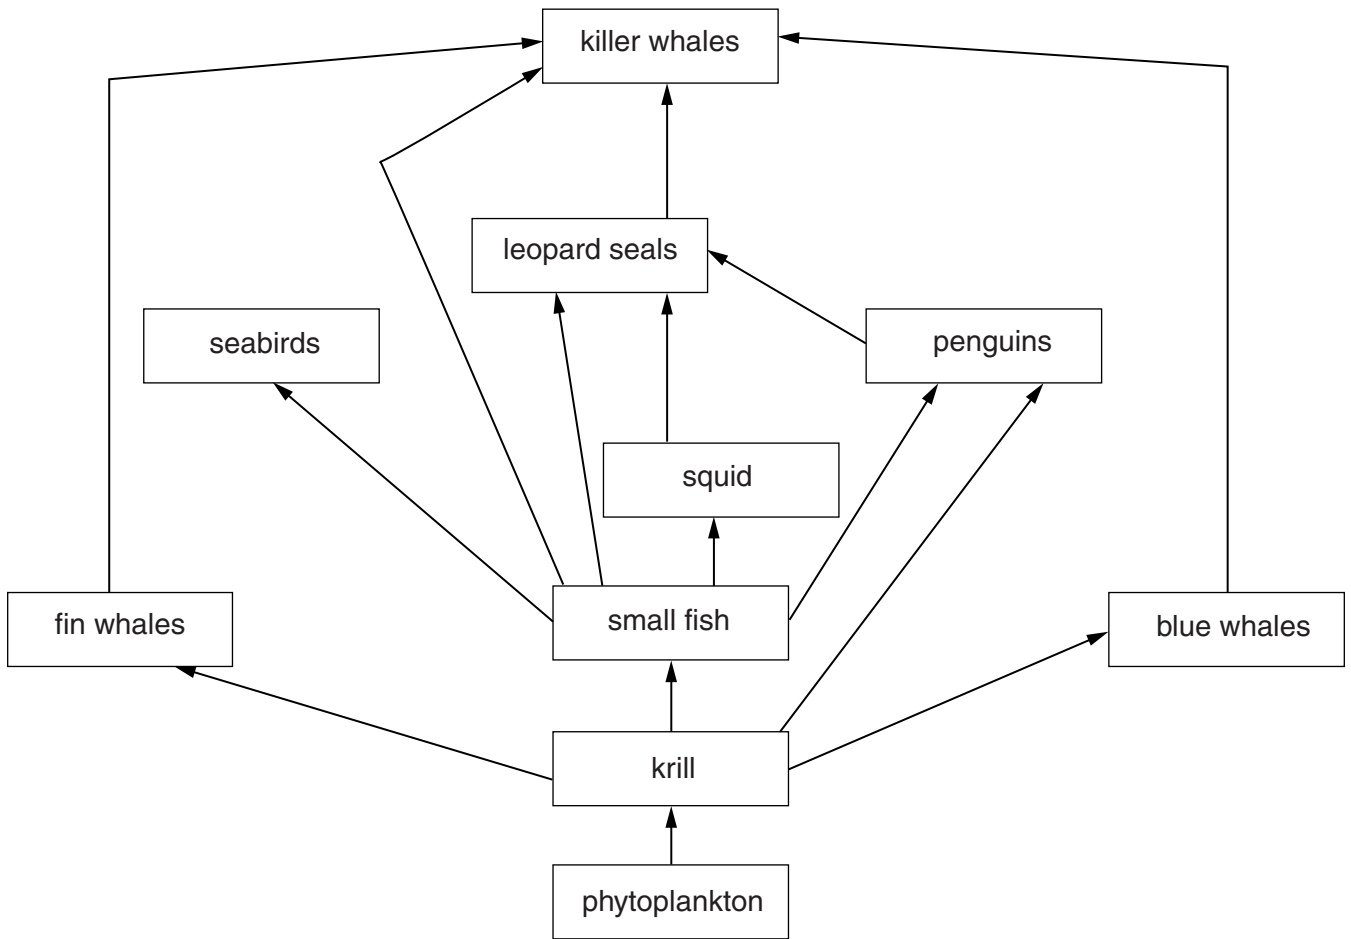 killer whales
leopard seals
seabirds
penguins
squid
small fish
fin whales
blue whales
krill
phytoplankton